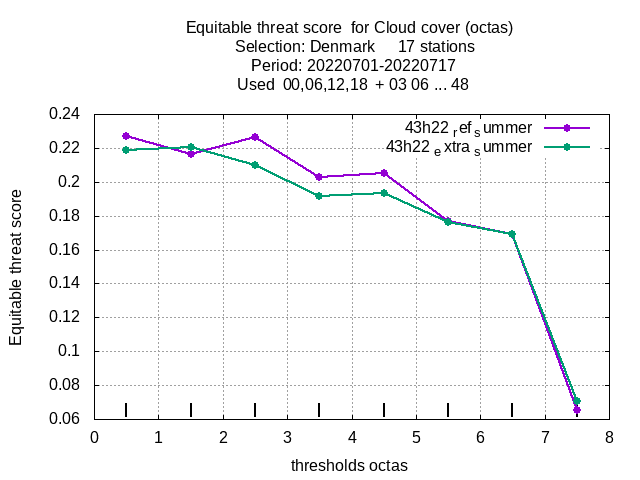 Equitable threat score  for Cloud cover (octas)
Selection: Denmark     17 stations
Period: 20220701-20220717
Used  00,06,12,18  + 03 06 ... 48
43h22 ref summer
43h22 extra summer
Equitable threat score
0.24
0.22
0.2
0.18
0.16
0.14
0.12
0.1
0.08
0.06
0 1 2 3 4 5 6 7 8
thresholds octas